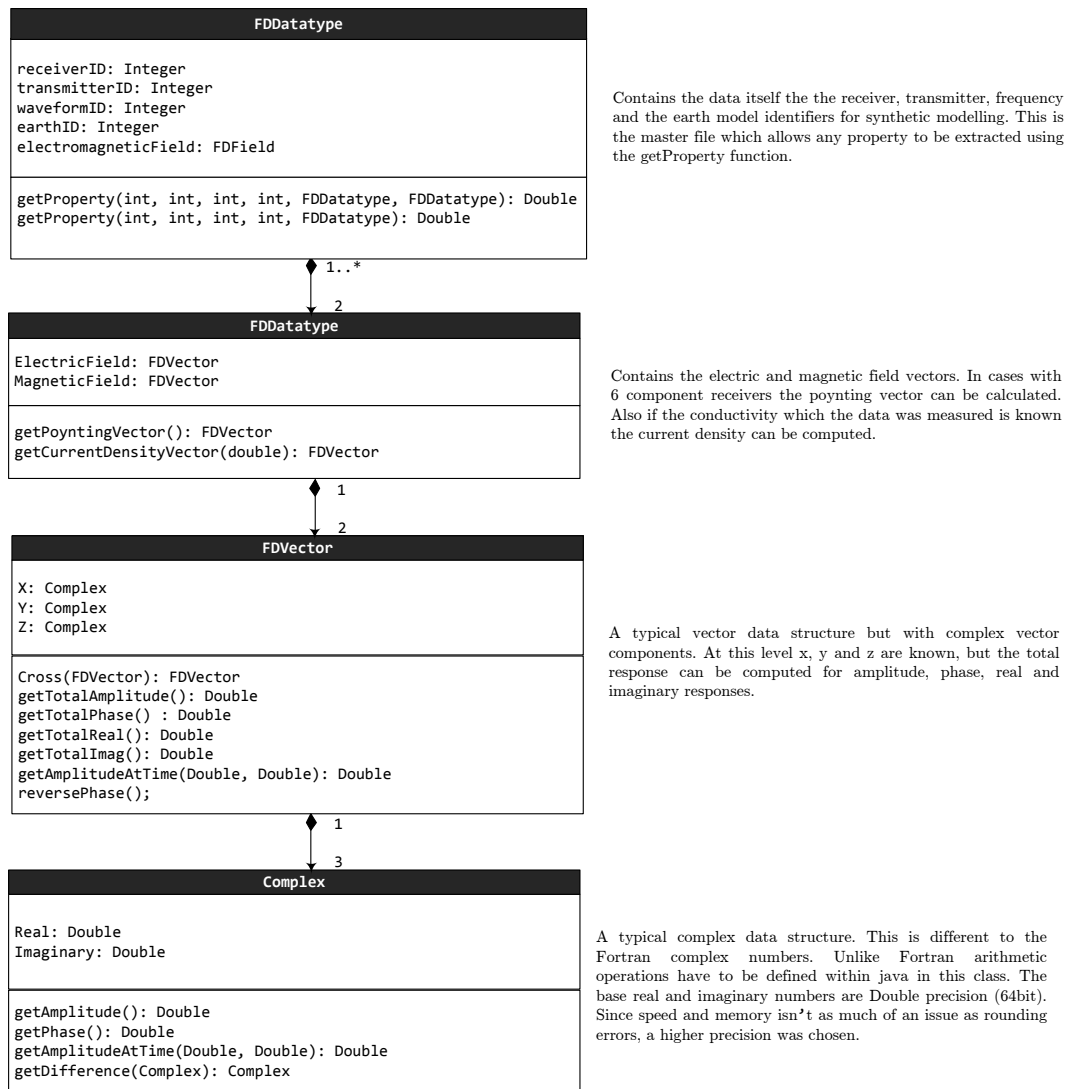 FDDatatype
receiverID: Integer
transmitterID: Integer
waveformID: Integer
earthID: Integer
electromagneticField: FDField
getProperty(int, int, int, int, FDDatatype, FDDatatype): Double
getProperty(int, int, int, int, FDDatatype): Double
Contains the data itself the the receiver, transmitter, frequency
and the earth model identifiers for synthetic modelling. This is
the master file which allows any property to be extracted using
the getProperty function.
1..*
2
FDDatatype
ElectricField: FDVector
MagneticField: FDVector
getPoyntingVector(): FDVector
getCurrentDensityVector(double): FDVector
Contains the electric and magnetic field vectors. In cases with
6 component receivers the poynting vector can be calculated.
Also if the conductivity which the data was measured is known
the current density can be computed.
1
2
FDVector
X: Complex
Y: Complex
Z: Complex
Cross(FDVector): FDVector
getTotalAmplitude(): Double
getTotalPhase() : Double
getTotalReal(): Double
getTotalImag(): Double
getAmplitudeAtTime(Double, Double): Double
reversePhase();
A typical vector data structure but with complex vector
components. At this level x, y and z are known, but the total
response can be computed for amplitude, phase, real and
imaginary responses.
1
3
Complex
Real: Double
Imaginary: Double
getAmplitude(): Double
getPhase(): Double
getAmplitudeAtTime(Double, Double): Double
getDifference(Complex): Complex
A typical complex data structure. This is different to the
Fortran complex numbers. Unlike Fortran arithmetic
operations have to be defined within java in this class. The
base real and imaginary numbers are Double precision (64bit).
Since speed and memory isn't as much of an issue as rounding
errors, a higher precision was chosen.